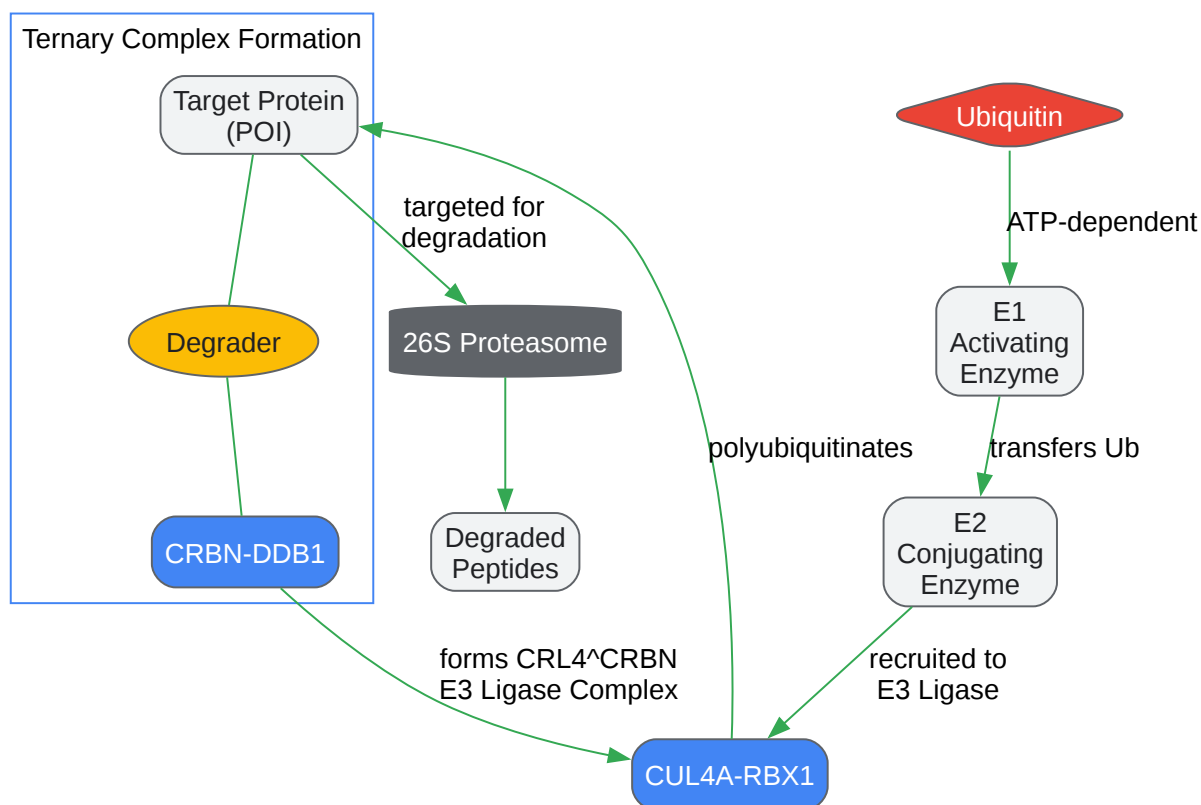 Ternary Complex Formation
Target Protein
(POI)
Ubiquitin
targeted for
degradation
ATP-dependent
E1
Activating
Enzyme
Degrader
26S Proteasome
polyubiquitinates
transfers Ub
CRBN-DDB1
Degraded
Peptides
E2
Conjugating
Enzyme
forms CRL4^CRBN
E3 Ligase Complex
recruited to
E3 Ligase
CUL4A-RBX1